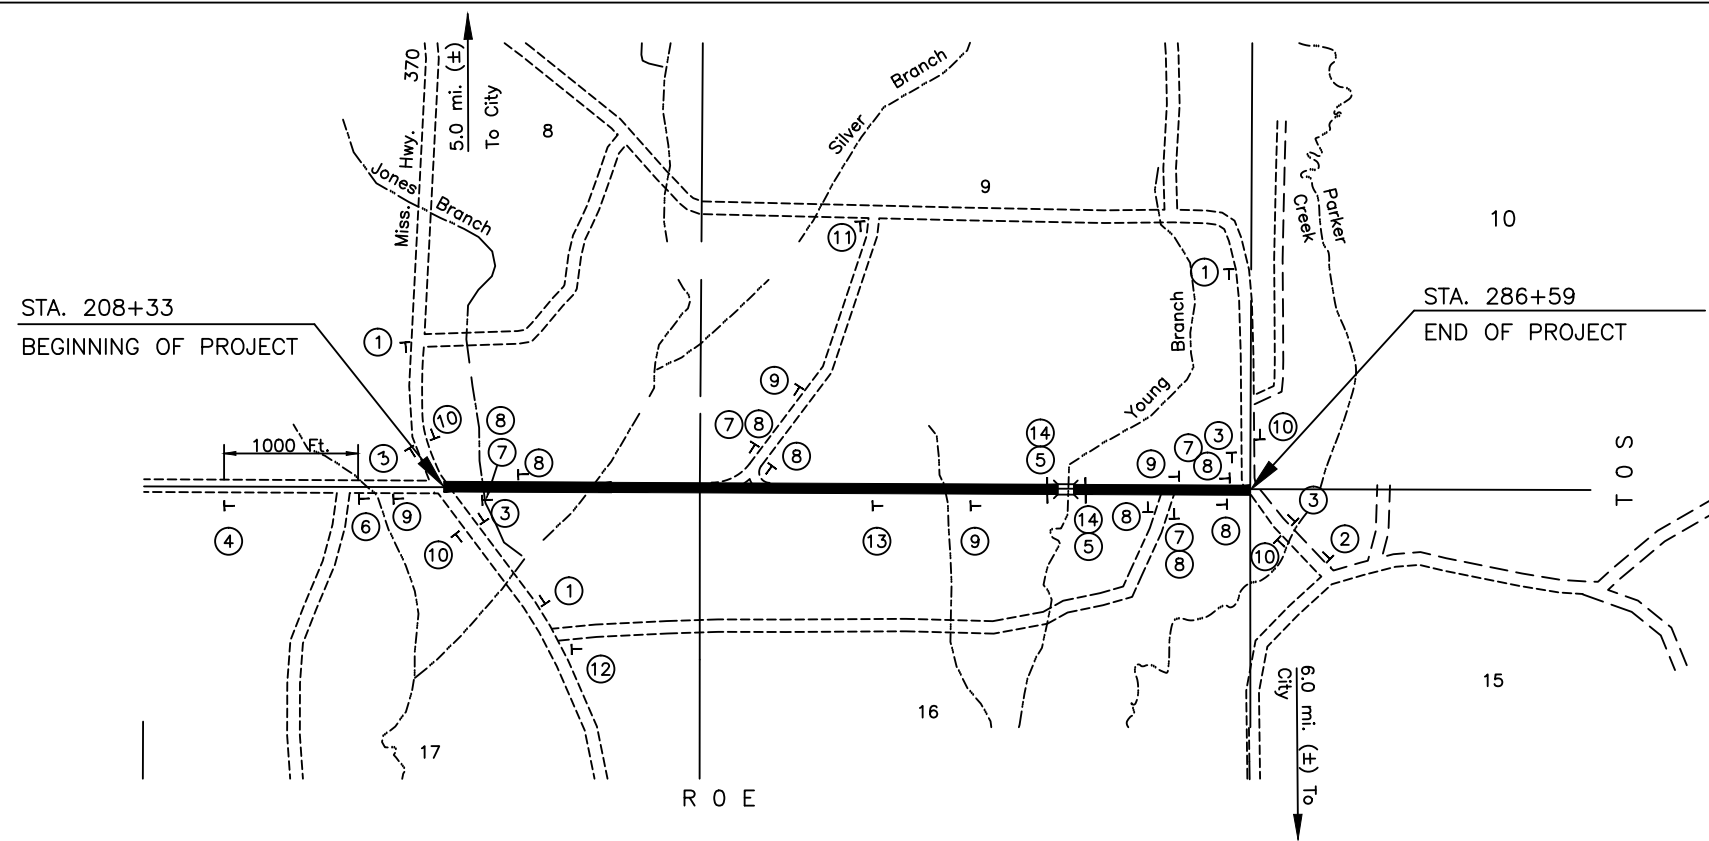 370
Miss. Hwy.
5.0 mi. (±)
To City
8
Jones Branch
Silver Branch
9
Parker Creek
10
11
1
STA. 208+33
BEGINNING OF PROJECT
STA. 286+59
END OF PROJECT
1
Young Branch
9
10
8
7
8
3
1000 Ft.
7
8
8
8
14
5
9
7
3
8
10
S
O
T
4
6
9
3
10
13
9
14
5
8
7
8
8
10
3
2
1
12
6.0 mi. (±) To City
15
16
17
R O E